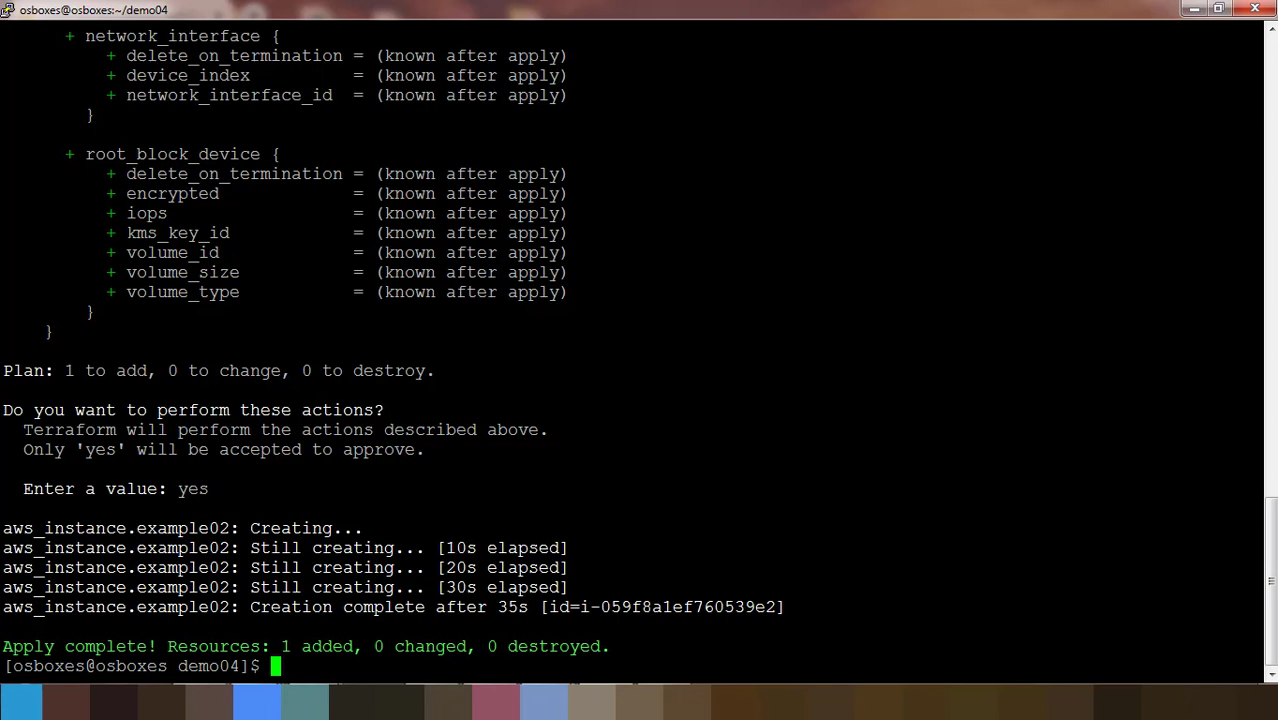 osboxes@osboxes:~/demo04
+ network_interface {
+ delete_on_termination = (known after apply)
+ device_index = (known after apply)
+ network_interface_id = (known after apply)
}
+ root_block_device {
+ delete_on_termination = (known after apply)
+ encrypted = (known after apply)
+ iops = (known after apply)
+ kms_key_id = (known after apply)
+ volume_id = (known after apply)
+ volume_size = (known after apply)
+ volume_type = (known after apply)
}
}
Plan: 1 to add, 0 to change, 0 to destroy.
Do you want to perform these actions?
Terraform will perform the actions described above.
Only 'yes' will be accepted to approve.
Enter a value: yes
aws_instance.example02: Creating...
aws_instance.example02: Still creating... [10s elapsed]
aws_instance.example02: Still creating... [20s elapsed]
aws_instance.example02: Still creating... [30s elapsed]
aws_instance.example02: Creation complete after 35s [id=i-059f8a1ef760539e2]
Apply complete! Resources: 1 added, 0 changed, 0 destroyed.
[osboxes@osboxes demo04]$